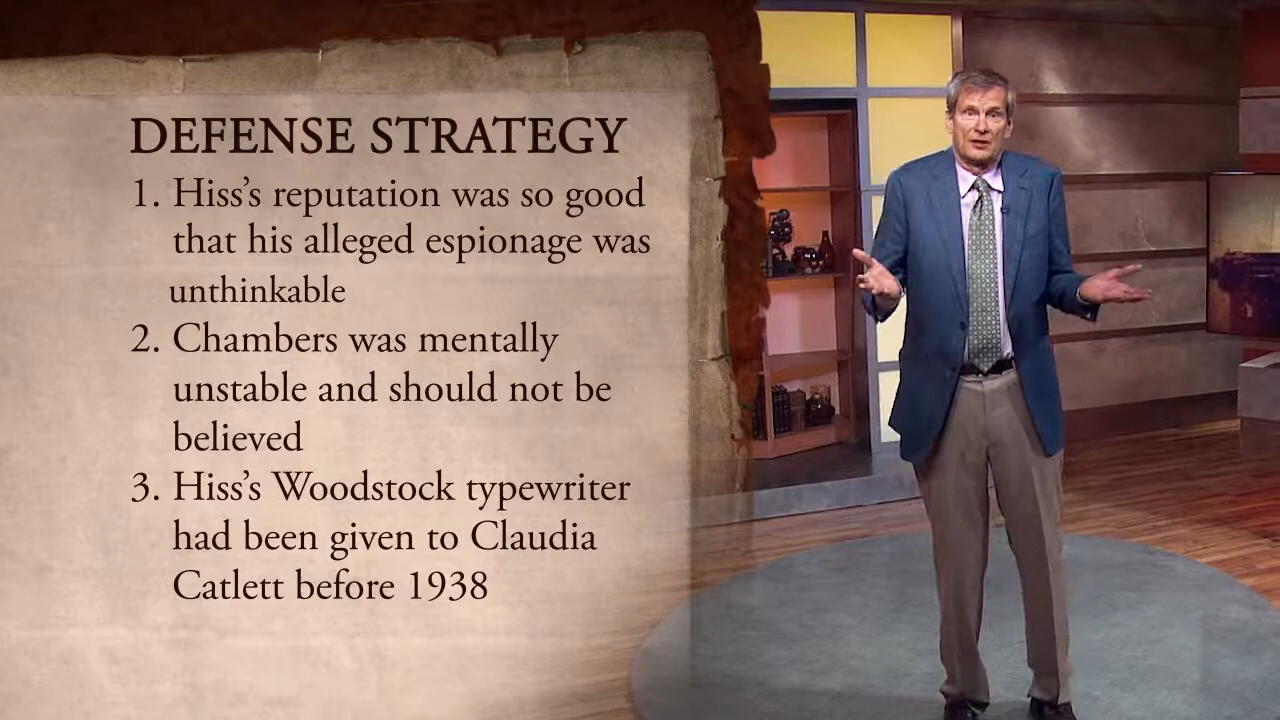 DEFENSE STRATEGY
1. Hiss's reputation was so good
that his alleged espionage was
unthinkable
2. Chambers was mentally
unstable and should not be
believed
3. Hiss's Woodstock typewriter
had been given to Claudia
Catlett before 1938